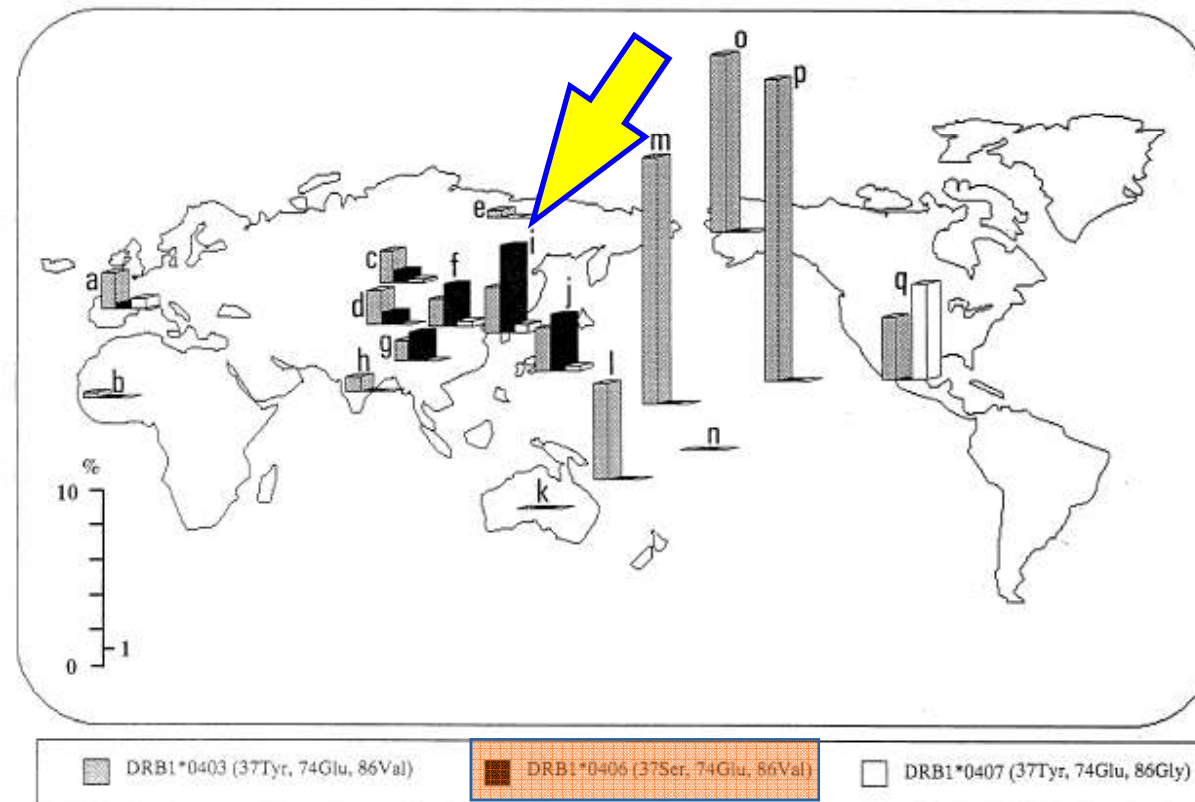 o
p
m
e
i
c
a
f
q
d
j
g
h
l
b
n
%
10
k
1
0
DRB1*0403 (37Tyr, 74Glu, 86Val)
DRB1*0406 (37Ser, 74Glu, 86Val)
DRB1*0407 (37Tyr, 74Glu, 86Gly)